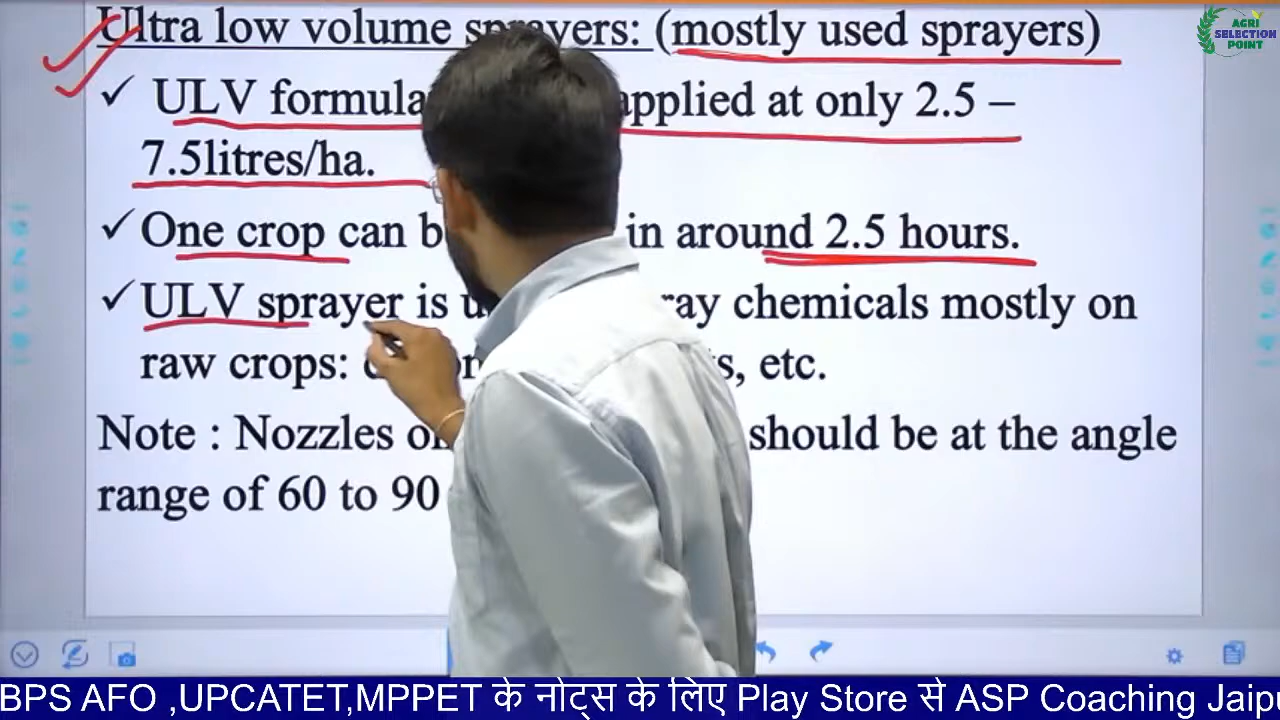 Ultra low volume sprayers: (mostly used sprayers)
✓ ULV formula applied at only 2.5 –
7.5litres/ha.
✓ One crop can b in around 2.5 hours.
✓ ULV sprayer is u ray chemicals mostly on
raw crops: s, etc.
Note : Nozzles on should be at the angle
range of 60 to 90
AGRI
SELECTION
POINT
BPS AFO ,UPCATET,MPPET के नोट्स के लिए Play Store से ASP Coaching Jaipu